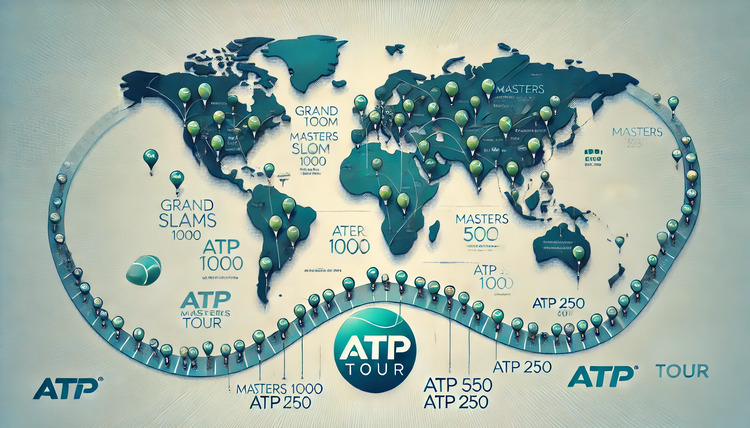 MASTERS
GRAND
TOOM
MASTERS
SLOM
1000
MASTERS
GRAND
SLAMS
1000
ATP
1000
ATER
1000
MASTERS
500
ATP
1000
ATP
MASTERS
TOUR
ATP 250
ATP
TOUR
ATP 250
MASTERS 1000
ATP 250
ATP 550
ATP 250
ATP
ATP
TOUR